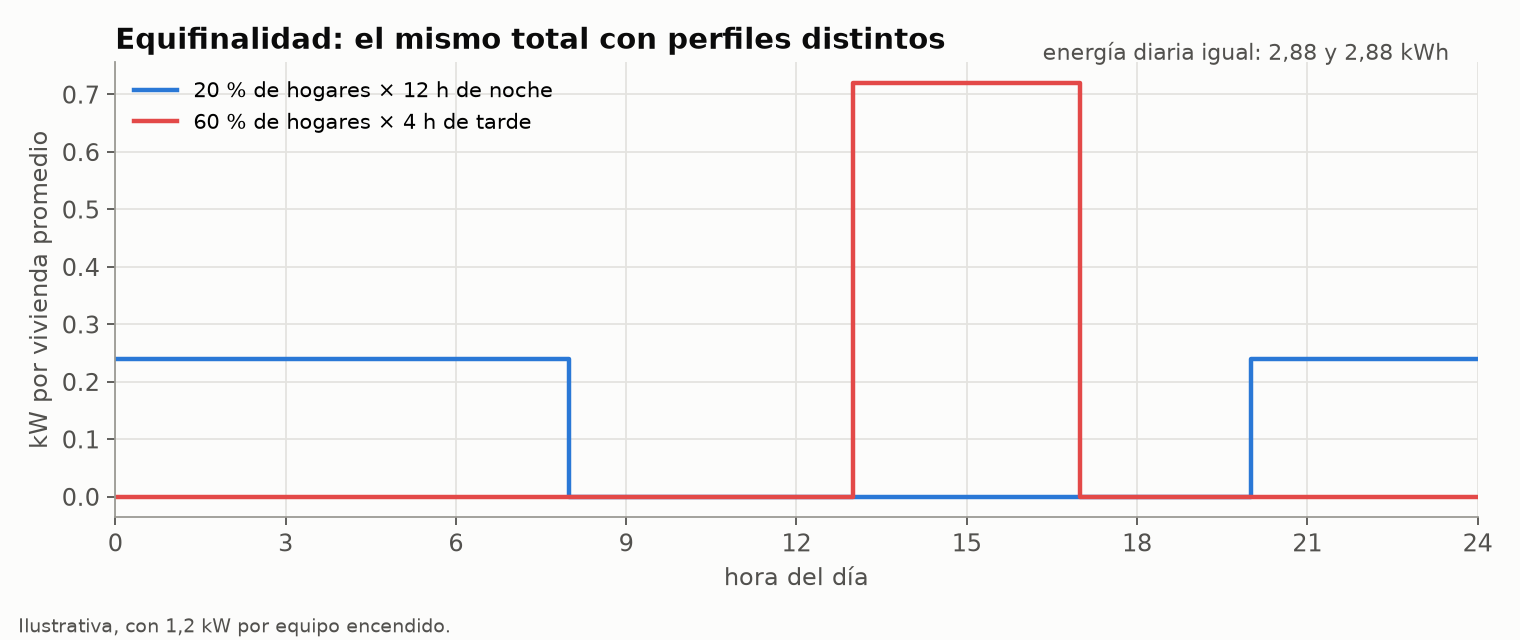 Equifinalidad: el mismo total con perfiles distintos
energía diaria igual: 2,88 y 2,88 kWh
20 % de hogares × 12 h de noche
60 % de hogares × 4 h de tarde
kW por vivienda promedio
0.7
0.6
0.5
0.4
0.3
0.2
0.1
0.0
0 3 6 9 12 15 18 21 24
hora del día
Ilustrativa, con 1,2 kW por equipo encendido.